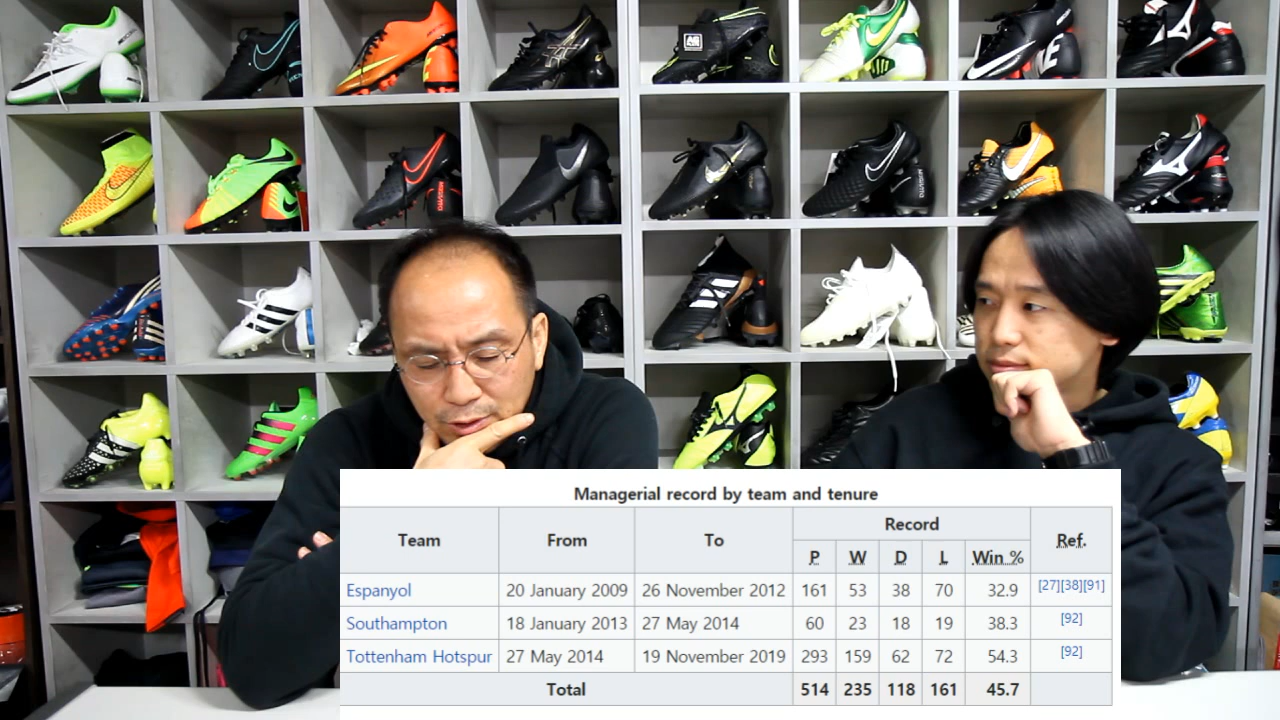 Managerial record by team and tenure
Team From To Record Ref.
P W D L Win %
Espanyol 20 January 2009 26 November 2012 161 53 38 70 32.9 [27][38][91]
Southampton 18 January 2013 27 May 2014 60 23 18 19 38.3 [92]
Tottenham Hotspur 27 May 2014 19 November 2019 293 159 62 72 54.3 [92]
Total 514 235 118 161 45.7